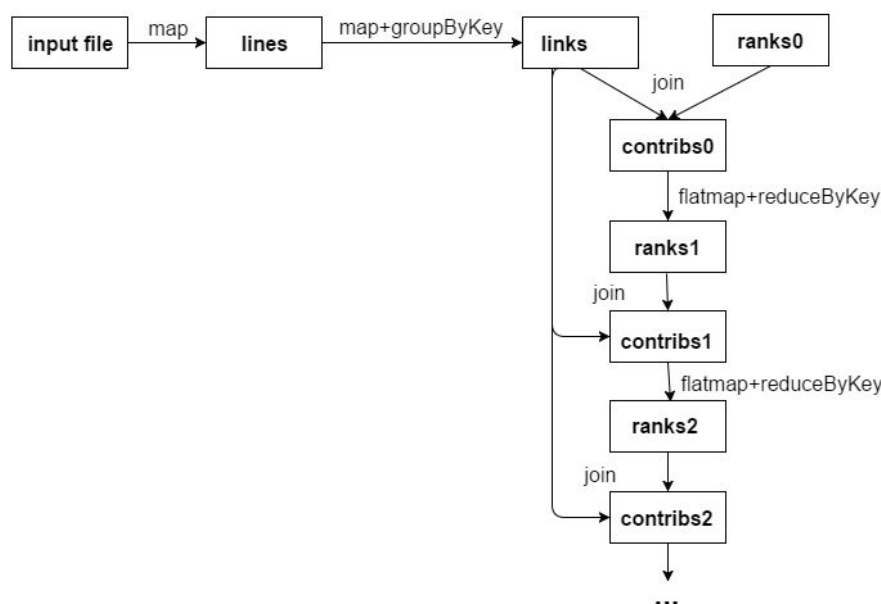 input file
map
lines
map+groupByKey
links
ranks0
join
contribs0
flatmap+reduceByKey
ranks1
join
contribs1
flatmap+reduceByKey
ranks2
join
contribs2
...